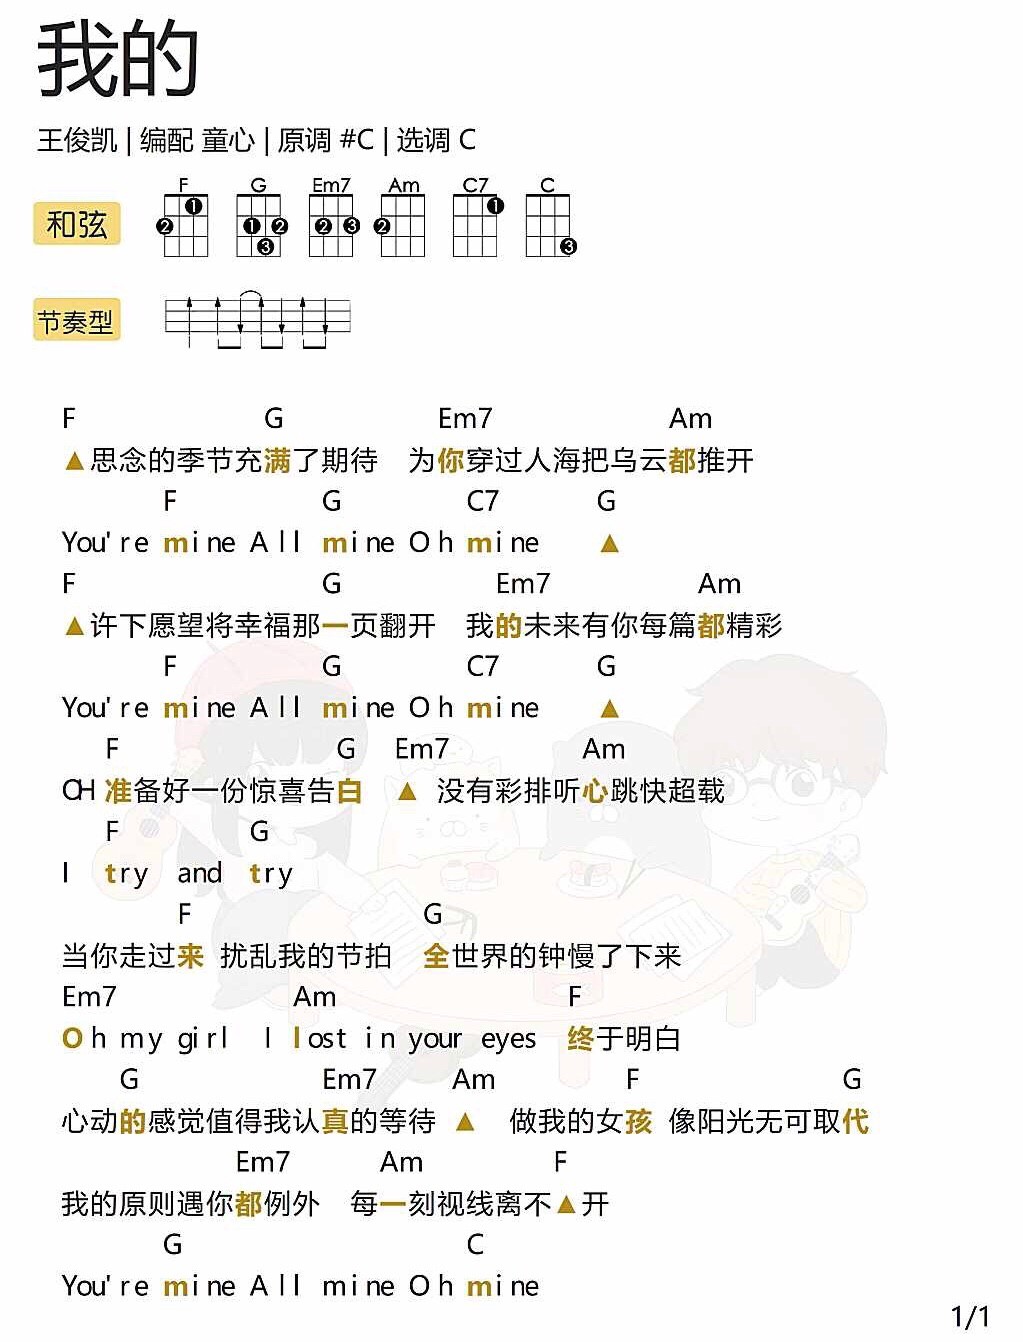 我的
王俊凯 | 编配 童心 | 原调 #C | 选调 C
和弦 F G Em7 Am C7 C
2 1 1 2 3 2 3 2 1 3
节奏型
F G Em7 Am
▲思念的季节充满了期待 为你穿过人海把乌云都推开
F G C7 G
You're mine All mine Oh mine ▲
F G Em7 Am
▲许下愿望将幸福那一页翻开 我的未来有你每篇都精彩
F G C7 G
You're mine All mine Oh mine ▲
F G Em7 Am
OH 准备好一份惊喜告白 ▲ 没有彩排听心跳快超载
F G
I try and try
F G
当你走过来 扰乱我的节拍 全世界的钟慢了下来
Em7 Am F
Oh my girl I lost in your eyes 终于明白
G Em7 Am F G
心动的感觉值得我认真的等待 ▲ 做我的女孩 像阳光无可取代
Em7 Am F
我的原则遇你都例外 每一刻视线离不▲开
G C
You're mine All mine Oh mine
1/1